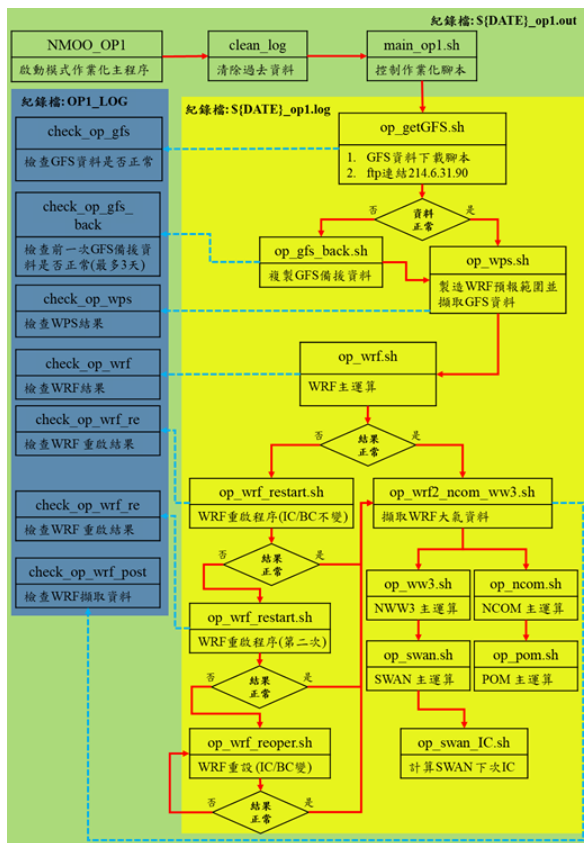 紀錄檔: ${DATE}_op1.out
NMOO_OP1
啟動模式作業化主程序
clean_log
清除過去資料
main_op1.sh
控制作業化腳本
紀錄檔: OP1_LOG
check_op_gfs
檢查GFS資料是否正常
check_op_gfs_
back
檢查前一次GFS備援資
料是否正常(最多3天)
check_op_wps
檢查WPS結果
check_op_wrf
檢查WRF結果
check_op_wrf_re
檢查WRF 重啟結果
check_op_wrf_re
檢查WRF 重啟結果
check_op_wrf_post
檢查WRF擷取資料
紀錄檔: ${DATE}_op1.log
op_getGFS.sh
1. GFS資料下載腳本
2. ftp連結214.6.31.90
否
資料
正常
是
op_gfs_back.sh
複製GFS備援資料
op_wps.sh
製造WRF預報範圍並
擷取GFS資料
op_wrf.sh
WRF主運算
否
結果
正常
是
op_wrf_restart.sh
WRF重啟程序(IC/BC不變)
op_wrf2_ncom_ww3.sh
擷取WRF大氣資料
否
結果
正常
是
op_ww3.sh
NWW3 主運算
op_ncom.sh
NCOM 主運算
op_wrf_restart.sh
WRF重啟程序(第二次)
op_swan.sh
SWAN 主運算
op_pom.sh
POM 主運算
否
結果
正常
是
op_wrf_reoper.sh
WRF重設(IC/BC變)
op_swan_IC.sh
計算SWAN 下次IC
否
結果
正常
是